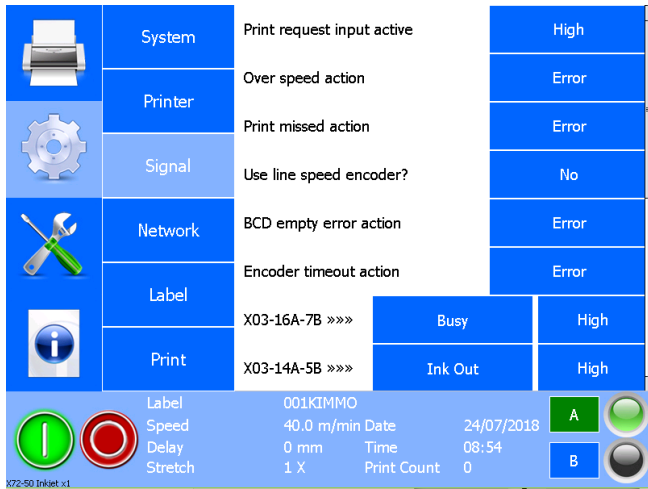 System
Printer
Signal
Network
Label
Print
Print request input active High
Over speed action Error
Print missed action Error
Use line speed encoder? No
BCD empty error action Error
Encoder timeout action Error
X03-16A-7B »»» Busy High
X03-14A-5B »»» Ink Out High
Label 001KIMMO
Speed 40.0 m/min Date 24/07/2018
Delay 0 mm Time 08:54
Stretch 1 X Print Count 0
A
B
X72-50 Inkjet x1